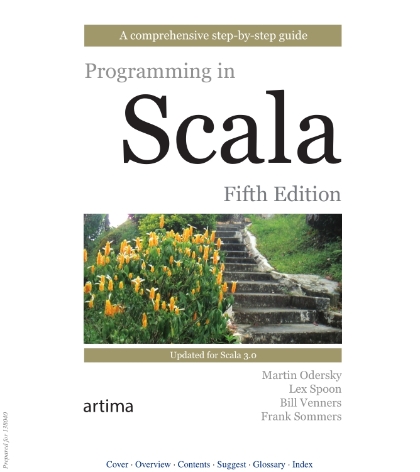 A comprehensive step-by-step guide
Programming in
Scala
Fifth Edition
Updated for Scala 3.0
Martin Odersky
Lex Spoon
Bill Venners
Frank Sommers
artima
Cover · Overview · Contents · Suggest · Glossary · Index